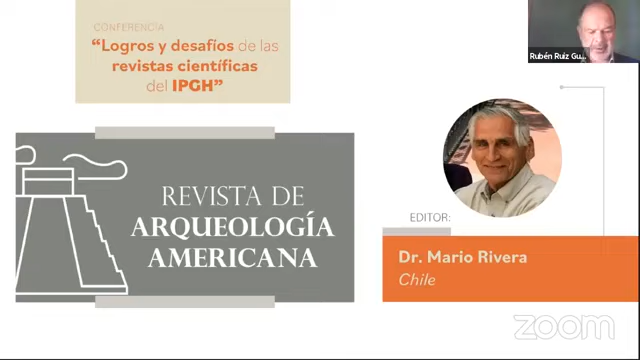 CONFERENCIA
“Logros y desafíos de las
revistas científicas
del IPGH”
Rubén Ruiz Gu...
REVISTA DE
ARQUEOLOGÍA
AMERICANA
EDITOR:
Dr. Mario Rivera
Chile
zoom